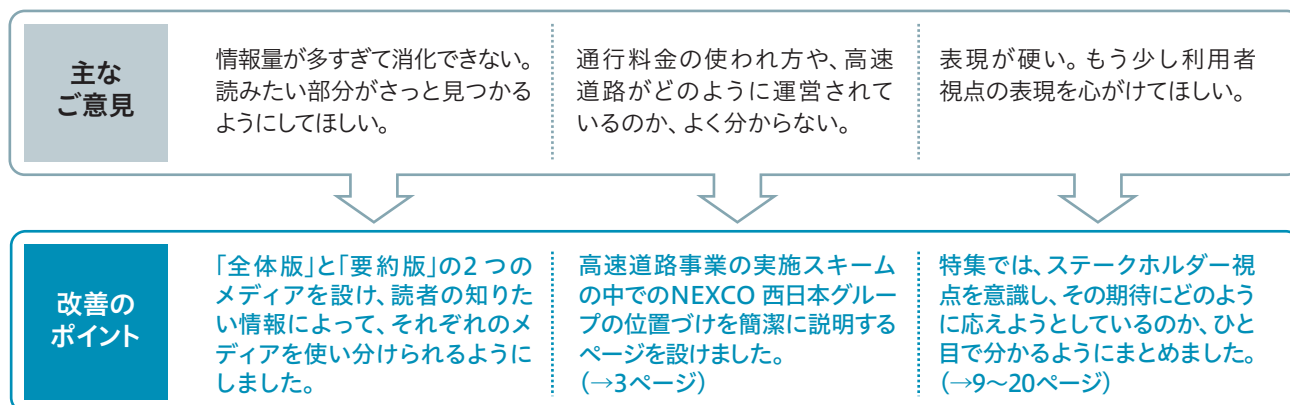 主な
ご意見
情報量が多すぎて消化できない。
読みたい部分がさっと見つかる
ようにしてほしい。
通行料金の使われ方や、高速
道路がどのように運営されて
いるのか、よく分からない。
表現が硬い。もう少し利用者
視点の表現を心がけてほしい。
改善の
ポイント
「全体版」と「要約版」の2つの
メディアを設け、読者の知りた
い情報によって、それぞれのメ
ディアを使い分けられるように
しました。
高速道路事業の実施スキーム
の中でのNEXCO 西日本グルー
プの位置づけを簡潔に説明する
ページを設けました。
（→3ページ）
特集では、ステークホルダー視
点を意識し、その期待にどのよう
に応えようとしているのか、ひと
目で分かるようにまとめました。
（→9〜20ページ）